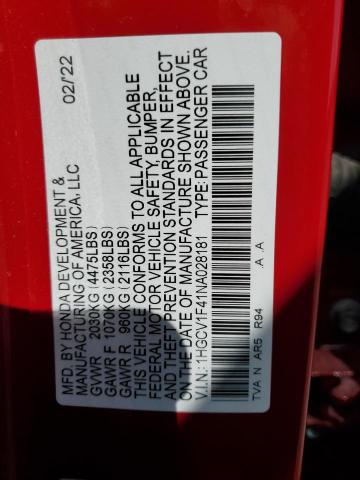 MFD. BY HONDA DEVELOPMENT & 02/22
MANUFACTURING OF AMERICA, LLC
GVWR 2030KG (4475LBS)
GAWR F 1070KG (2358LBS)
GAWR R 960KG (2116LBS)
THIS VEHICLE CONFORMS TO ALL APPLICABLE
FEDERAL MOTOR VEHICLE SAFETY, BUMPER,
AND THEFT PREVENTION STANDARDS IN EFFECT
ON THE DATE OF MANUFACTURE SHOWN ABOVE.
V.I.N.: 1HGCV1F41NA028181 TYPE: PASSENGER CAR
TVA N AR5 R94 .A .A